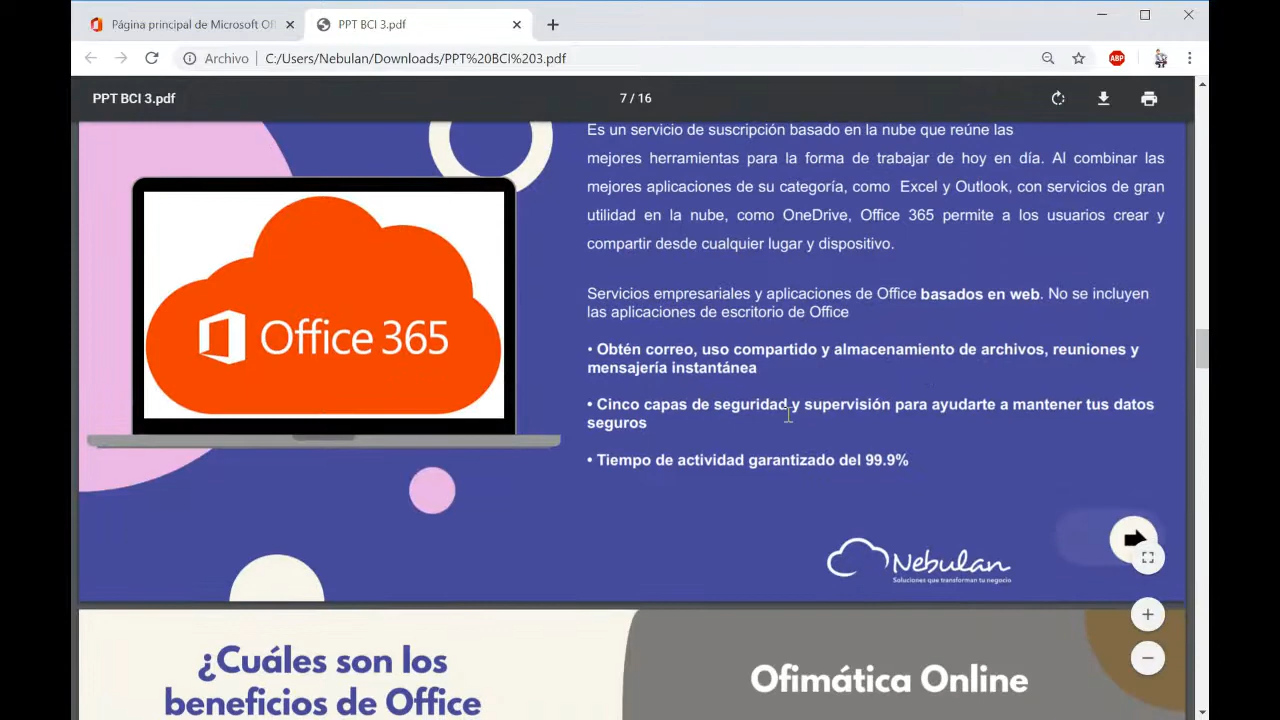 Página principal de Microsoft Of
PPT BCI 3.pdf
Archivo
C:/Users/Nebulan/Downloads/PPT%20BCI%203.pdf
ABP
PPT BCI 3.pdf
7 / 16
Es un servicio de suscripción basado en la nube que reúne las
mejores herramientas para la forma de trabajar de hoy en día. Al combinar las
mejores aplicaciones de su categoría, como Excel y Outlook, con servicios de gran
utilidad en la nube, como OneDrive, Office 365 permite a los usuarios crear y
compartir desde cualquier lugar y dispositivo.
Office 365
Servicios empresariales y aplicaciones de Office basados en web. No se incluyen
las aplicaciones de escritorio de Office
• Obtén correo, uso compartido y almacenamiento de archivos, reuniones y
mensajería instantánea
• Cinco capas de seguridad y supervisión para ayudarte a mantener tus datos
seguros
• Tiempo de actividad garantizado del 99.9%
Nebulan
Soluciones que transforman tu negocio
¿Cuáles son los
beneficios de Office
Ofimática Online